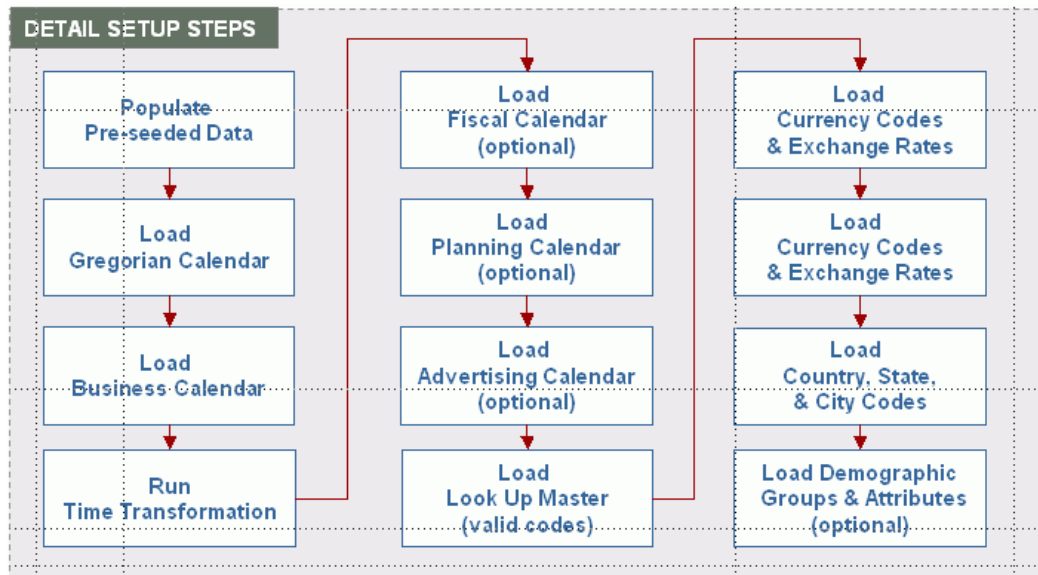 DETAIL SETUP STEPS
Populate
Pre-seeded Data
Load
Gregorian Calendar
Load
Business Calendar
Run
Time Transformation
Load
Fiscal Calendar
(optional)
Load
Planning Calendar
(optional)
Load
Advertising Calendar
(optional)
Load
Look Up Master
(valid codes)
Load
Currency Codes
& Exchange Rates
Load
Currency Codes
& Exchange Rates
Load
Country, State,
& City Codes
Load Demographic
Groups & Attributes
(optional)